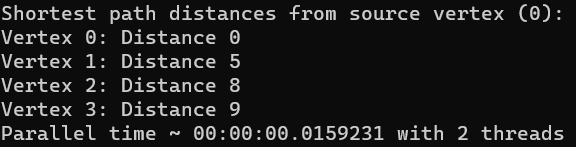 Shortest path distances from source vertex (0):
Vertex 0: Distance 0
Vertex 1: Distance 5
Vertex 2: Distance 8
Vertex 3: Distance 9
Parallel time ~ 00:00:00.0159231 with 2 threads